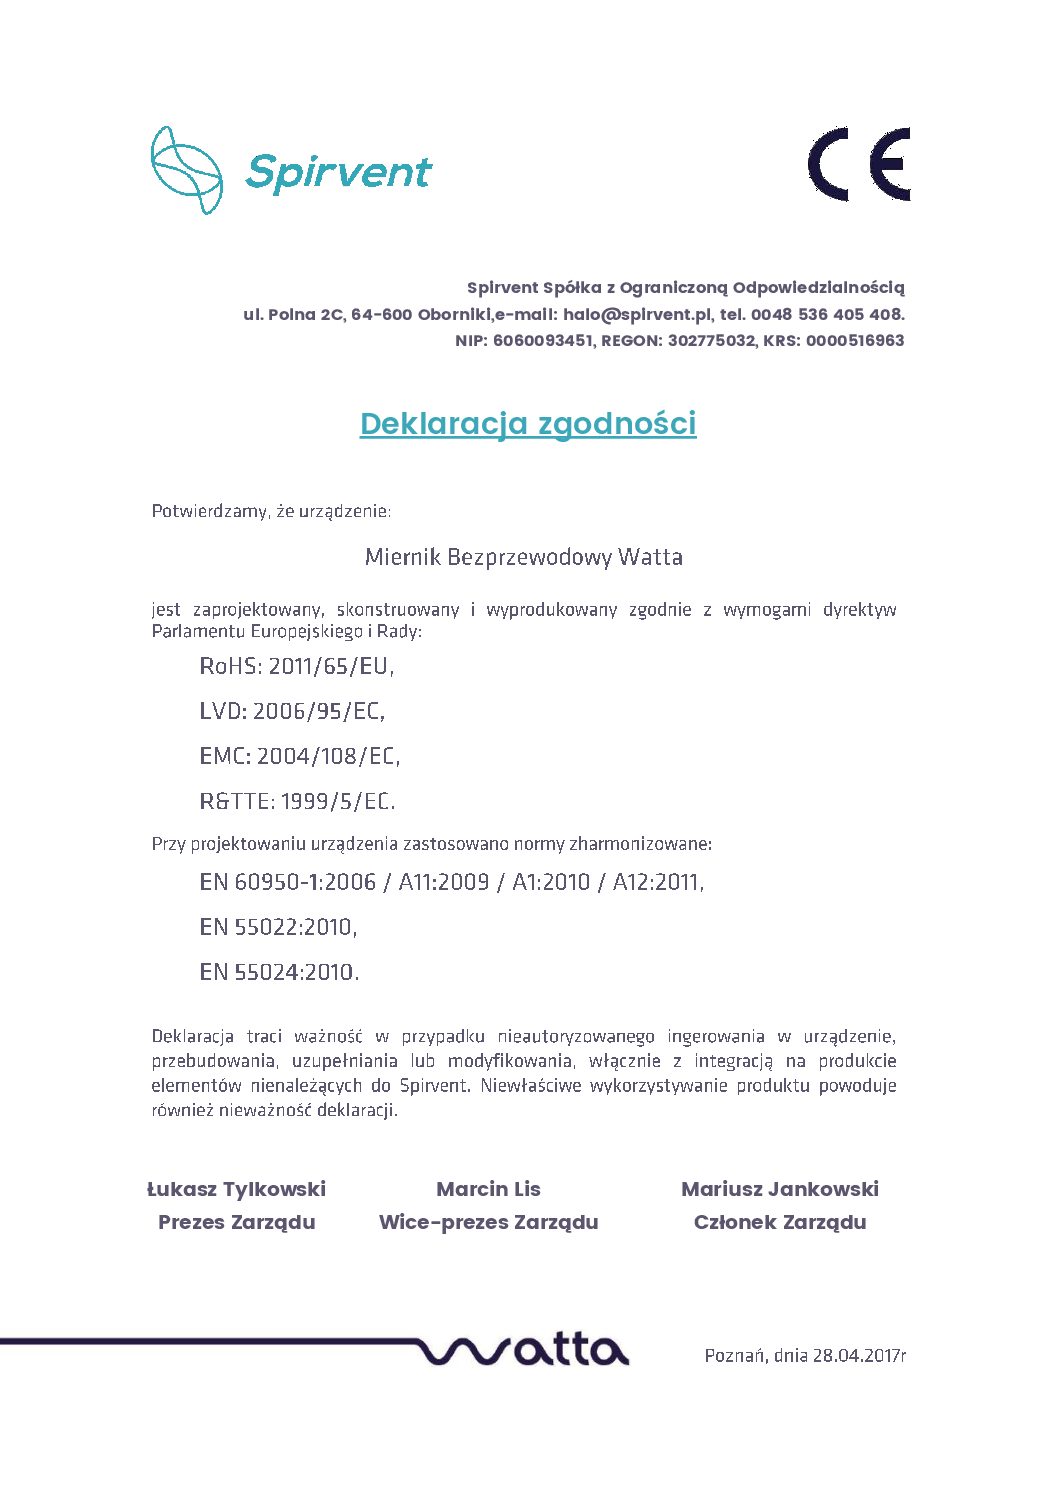 Spirvent
CE
Spirvent Spółka z Ograniczoną Odpowiedzialnością
ul. Polna 2C, 64-600 Oborniki,e-mail: halo@spirvent.pl, tel. 0048 536 405 408.
NIP: 6060093451, REGON: 302775032, KRS: 0000516963
Deklaracja zgodności
Potwierdzamy, że urządzenie:
Miernik Bezprzewodowy Watta
jest zaprojektowany, skonstruowany i wyprodukowany zgodnie z wymogami dyrektyw
Parlamentu Europejskiego i Rady:
RoHS: 2011/65/EU,
LVD: 2006/95/EC,
EMC: 2004/108/EC,
R&TTE: 1999/5/EC.
Przy projektowaniu urządzenia zastosowano normy zharmonizowane:
EN 60950-1:2006 / A11:2009 / A1:2010 / A12:2011,
EN 55022:2010,
EN 55024:2010.
Deklaracja traci ważność w przypadku nieautoryzowanego ingerowania w urządzenie,
przebudowania, uzupełniania lub modyfikowania, włącznie z integracją na produkcie
elementów nienależących do Spirvent. Niewłaściwe wykorzystywanie produktu powoduje
również nieważność deklaracji.
Łukasz Tylkowski Marcin Lis Mariusz Jankowski
Prezes Zarządu Wice-prezes Zarządu Członek Zarządu
watta
Poznań, dnia 28.04.2017r